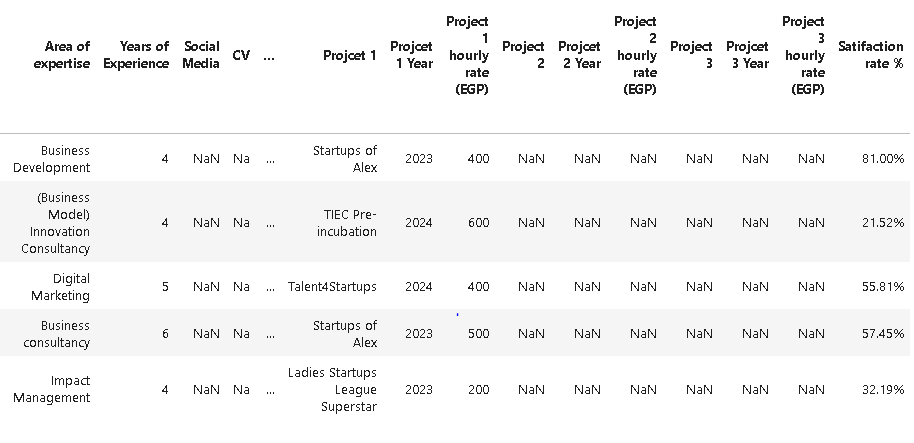 Area of expertise Years of Experience Social Media CV ... Projcet 1 Projcet 1 Year Project 1 hourly rate (EGP) Project 2 Projcet 2 Year Project 2 hourly rate (EGP) Project 3 Projcet 3 Year Project 3 hourly rate (EGP) Satifaction rate %
Business Development 4 NaN Na ... Startups of Alex 2023 400 NaN NaN NaN NaN NaN NaN 81.00%
(Business Model) Innovation Consultancy 4 NaN Na ... TIEC Pre-incubation 2024 600 NaN NaN NaN NaN NaN NaN 21.52%
Digital Marketing 5 NaN Na ... Talent4Startups 2024 400 NaN NaN NaN NaN NaN NaN 55.81%
Business consultancy 6 NaN Na ... Startups of Alex 2023 500 NaN NaN NaN NaN NaN NaN 57.45%
Impact Management 4 NaN Na ... Ladies Startups League Superstar 2023 200 NaN NaN NaN NaN NaN NaN 32.19%